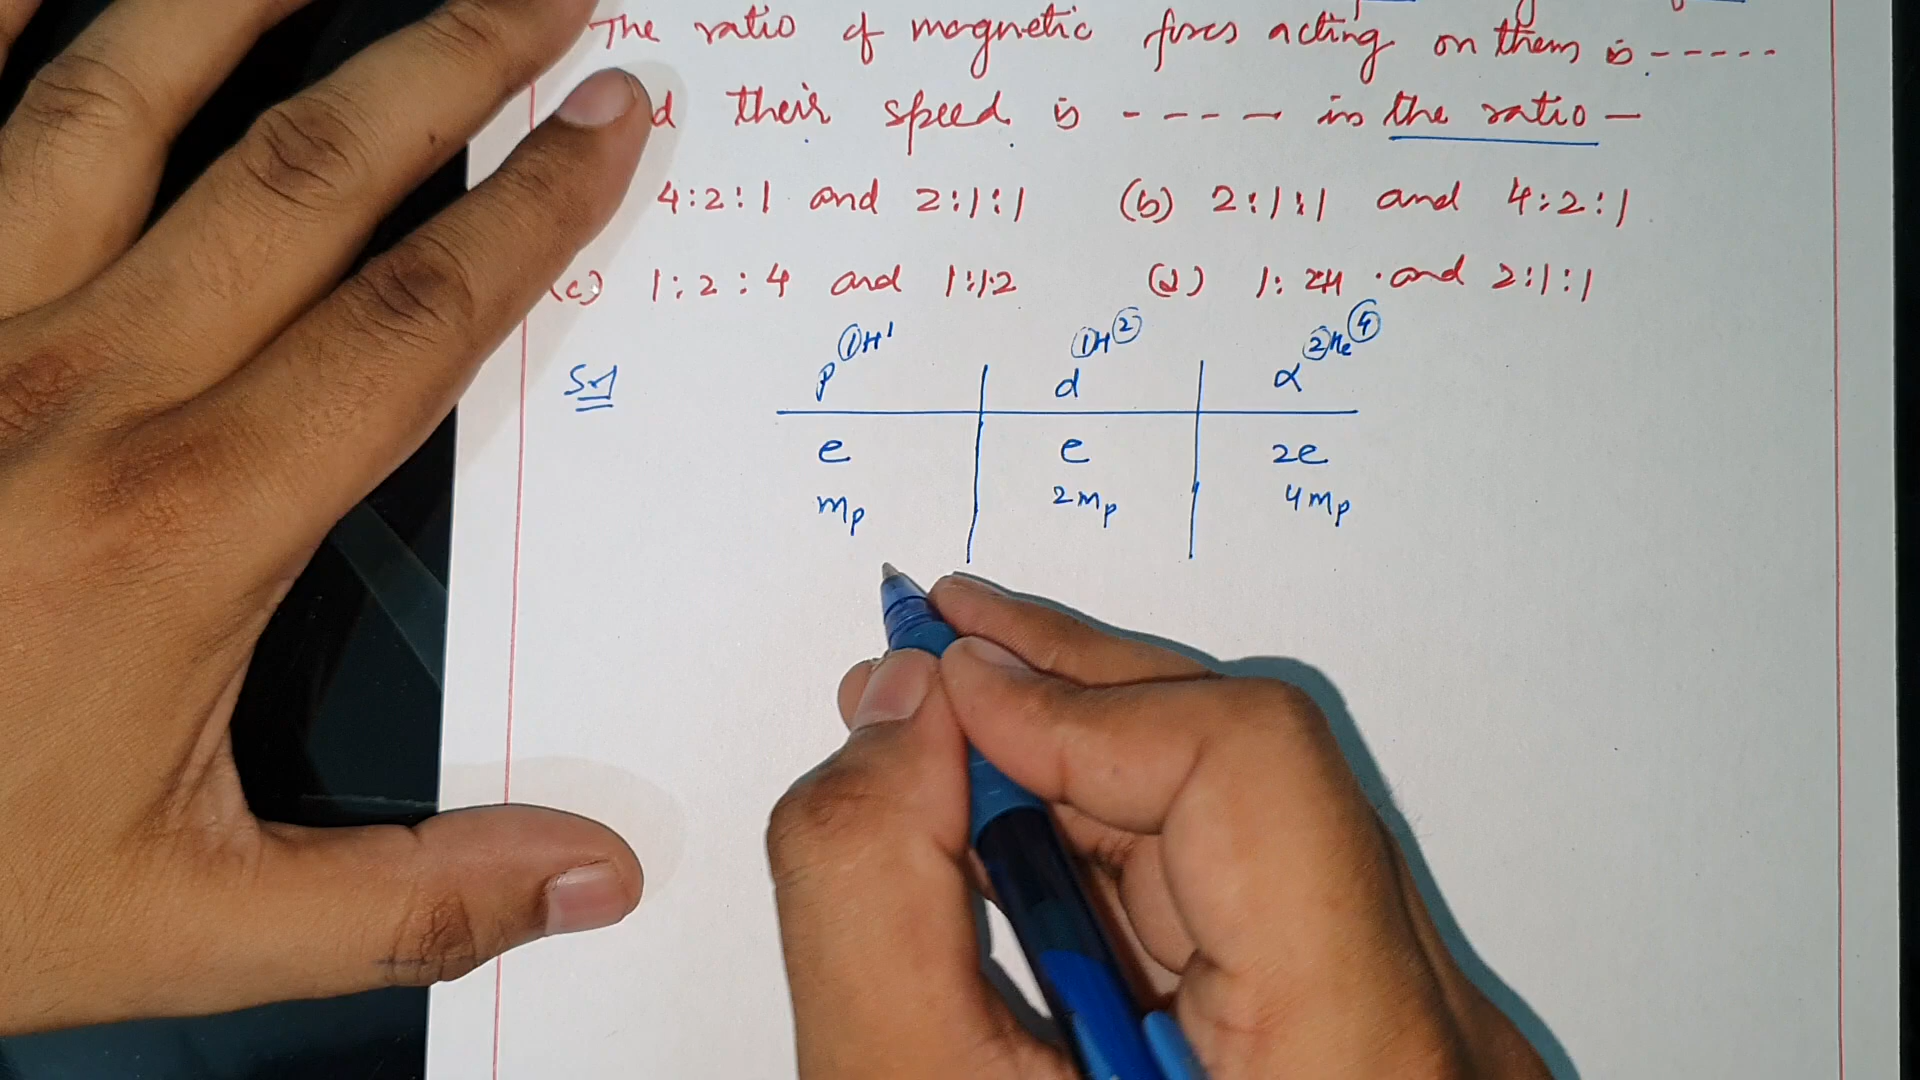 The ratio of magnetic forces acting on them is -----
d their speed is ---- in the ratio —
4:2:1 and 2:1:1 (b) 2:1:1 and 4:2:1
(c) 1:2:4 and 1:1:2 (d) 1: and 2:1:1
①H¹ ①H② ②He④
Sol p d α
e e 2e
mp 2mp 4mp